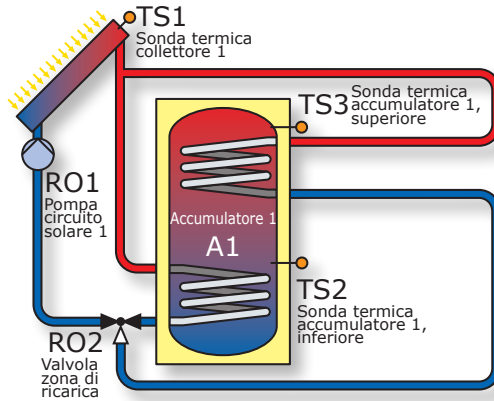 TS1
Sonda termica
collettore 1
TS3
Sonda termica
accumulatore 1,
superiore
RO1
Pompa
circuito
solare 1
Accumulatore 1
A1
TS2
Sonda termica
accumulatore 1,
inferiore
RO2
Valvola
zona di
ricarica